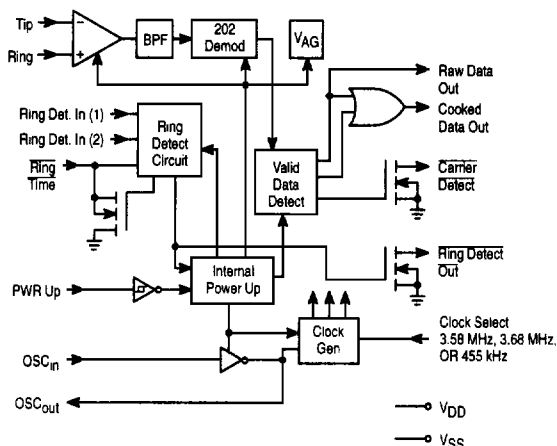 Tip
Ring
BPF
202
Demod
VAG
Raw Data
Out
Cooked
Data Out
Ring Det. In (1)
Ring Det. In (2)
Ring
Detect
Circuit
Ring
Time
Valid
Data
Detect
Carrier
Detect
Ring Detect
Out
Internal
Power Up
PWR Up
Clock
Gen
Clock Select
3.58 MHz, 3.68 MHz,
OR 455 kHz
OSCin
OSCout
VDD
VSS